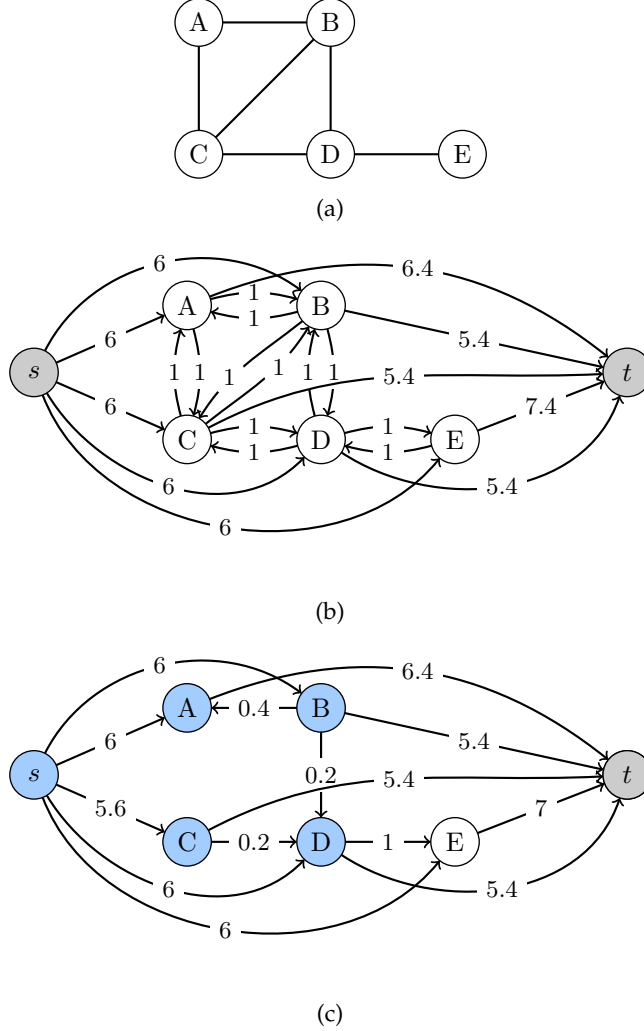 A B
C D E
(a)
6 6.4
A 1 B
1
6 5.4
s 1 1 1 1 1 1 5.4 t
6 7.4
C 1 D 1 E
1 1
6 5.4
6
(b)
6 6.4
A 0.4 B
6 5.4
s 0.2 5.4 t
5.6 7
C 0.2 D 1 E
6 5.4
6
(c)